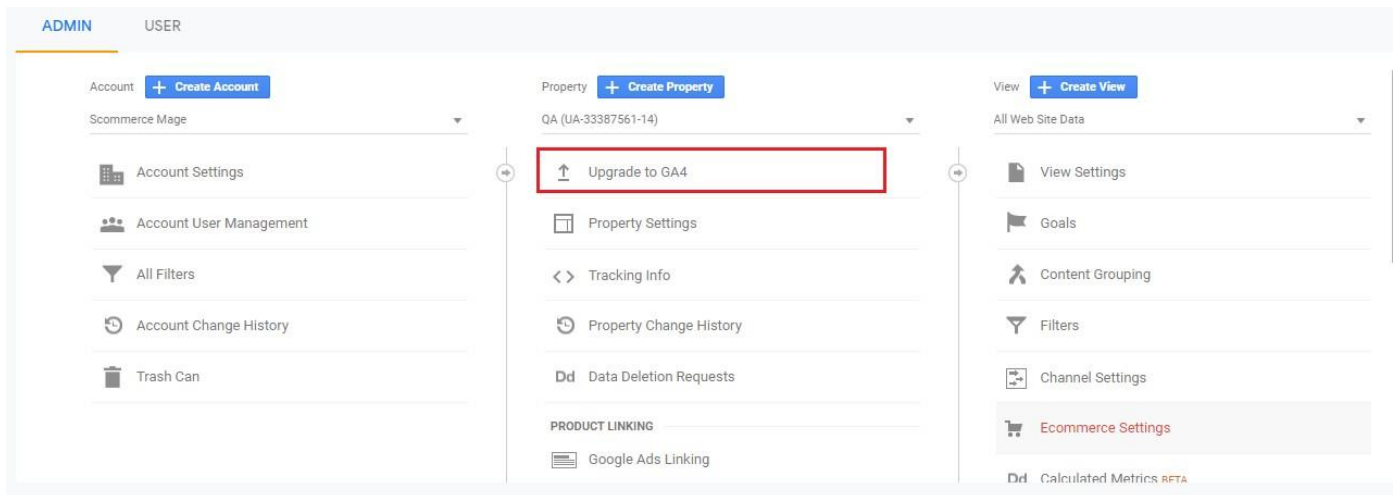 ADMIN USER
Account + Create Account
Scommerce Mage
Account Settings
Account User Management
All Filters
Account Change History
Trash Can
Property + Create Property
QA (UA-33387561-14)
Upgrade to GA4
Property Settings
Tracking Info
Property Change History
Dd Data Deletion Requests
PRODUCT LINKING
Google Ads Linking
View + Create View
All Web Site Data
View Settings
Goals
Content Grouping
Filters
Channel Settings
Ecommerce Settings
Dd Calculated Metrics BETA